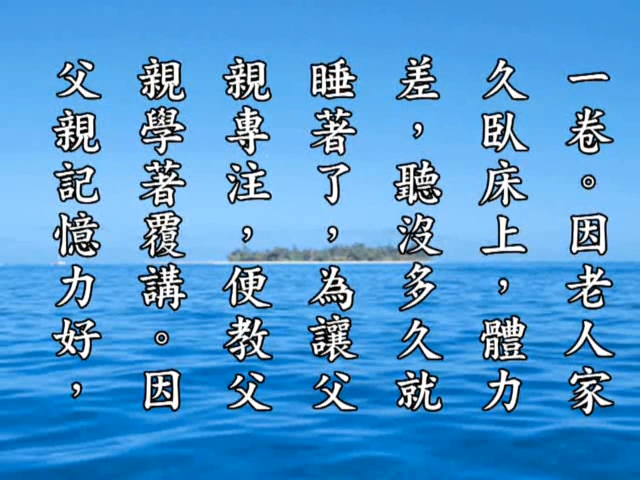 一卷。因老人家
久臥床上，體力
差，聽沒多久就
睡著了，為讓父
親專注，便教父
親學著覆講。因
父親記憶力好，